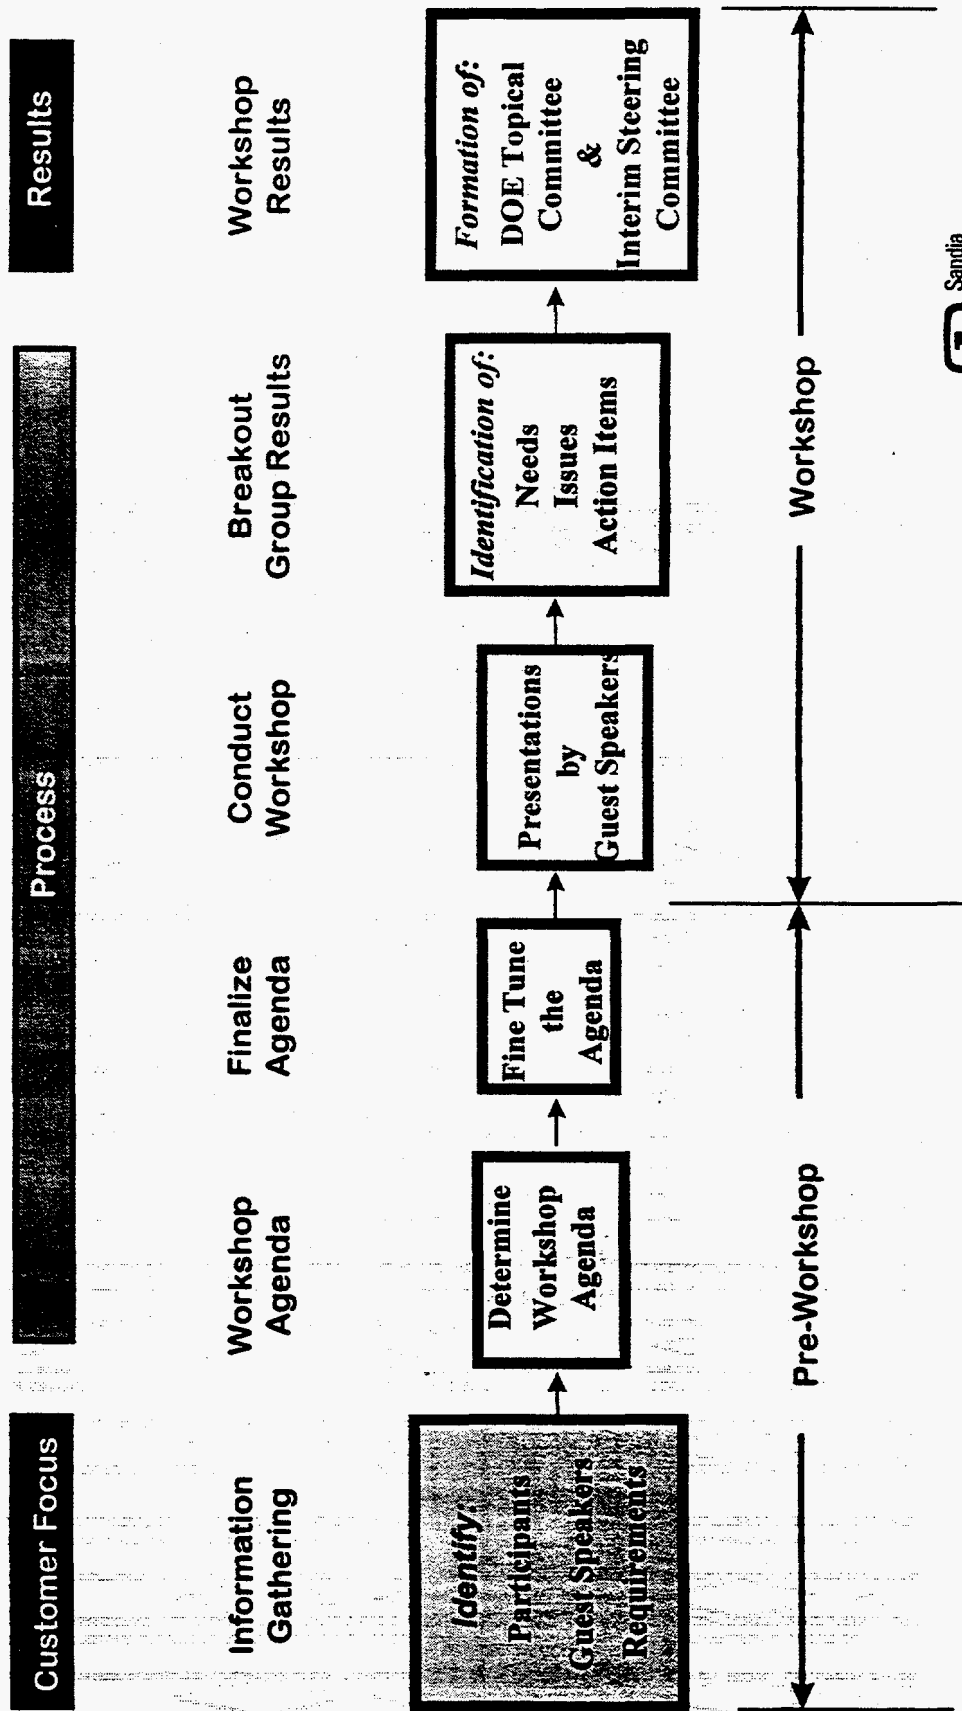 Customer Focus
Process
Results
Information
Gathering
Workshop
Agenda
Finalize
Agenda
Conduct
Workshop
Breakout
Group Results
Workshop
Results
Identify:
Participants
Guest Speakers
Requirements
Determine
Workshop
Agenda
Fine Tune
the
Agenda
Presentations
by
Guest Speakers
Identification of:
Needs
Issues
Action Items
Formation of:
DOE Topical
Committee
&
Interim Steering
Committee
Pre-Workshop
Workshop
Sandia